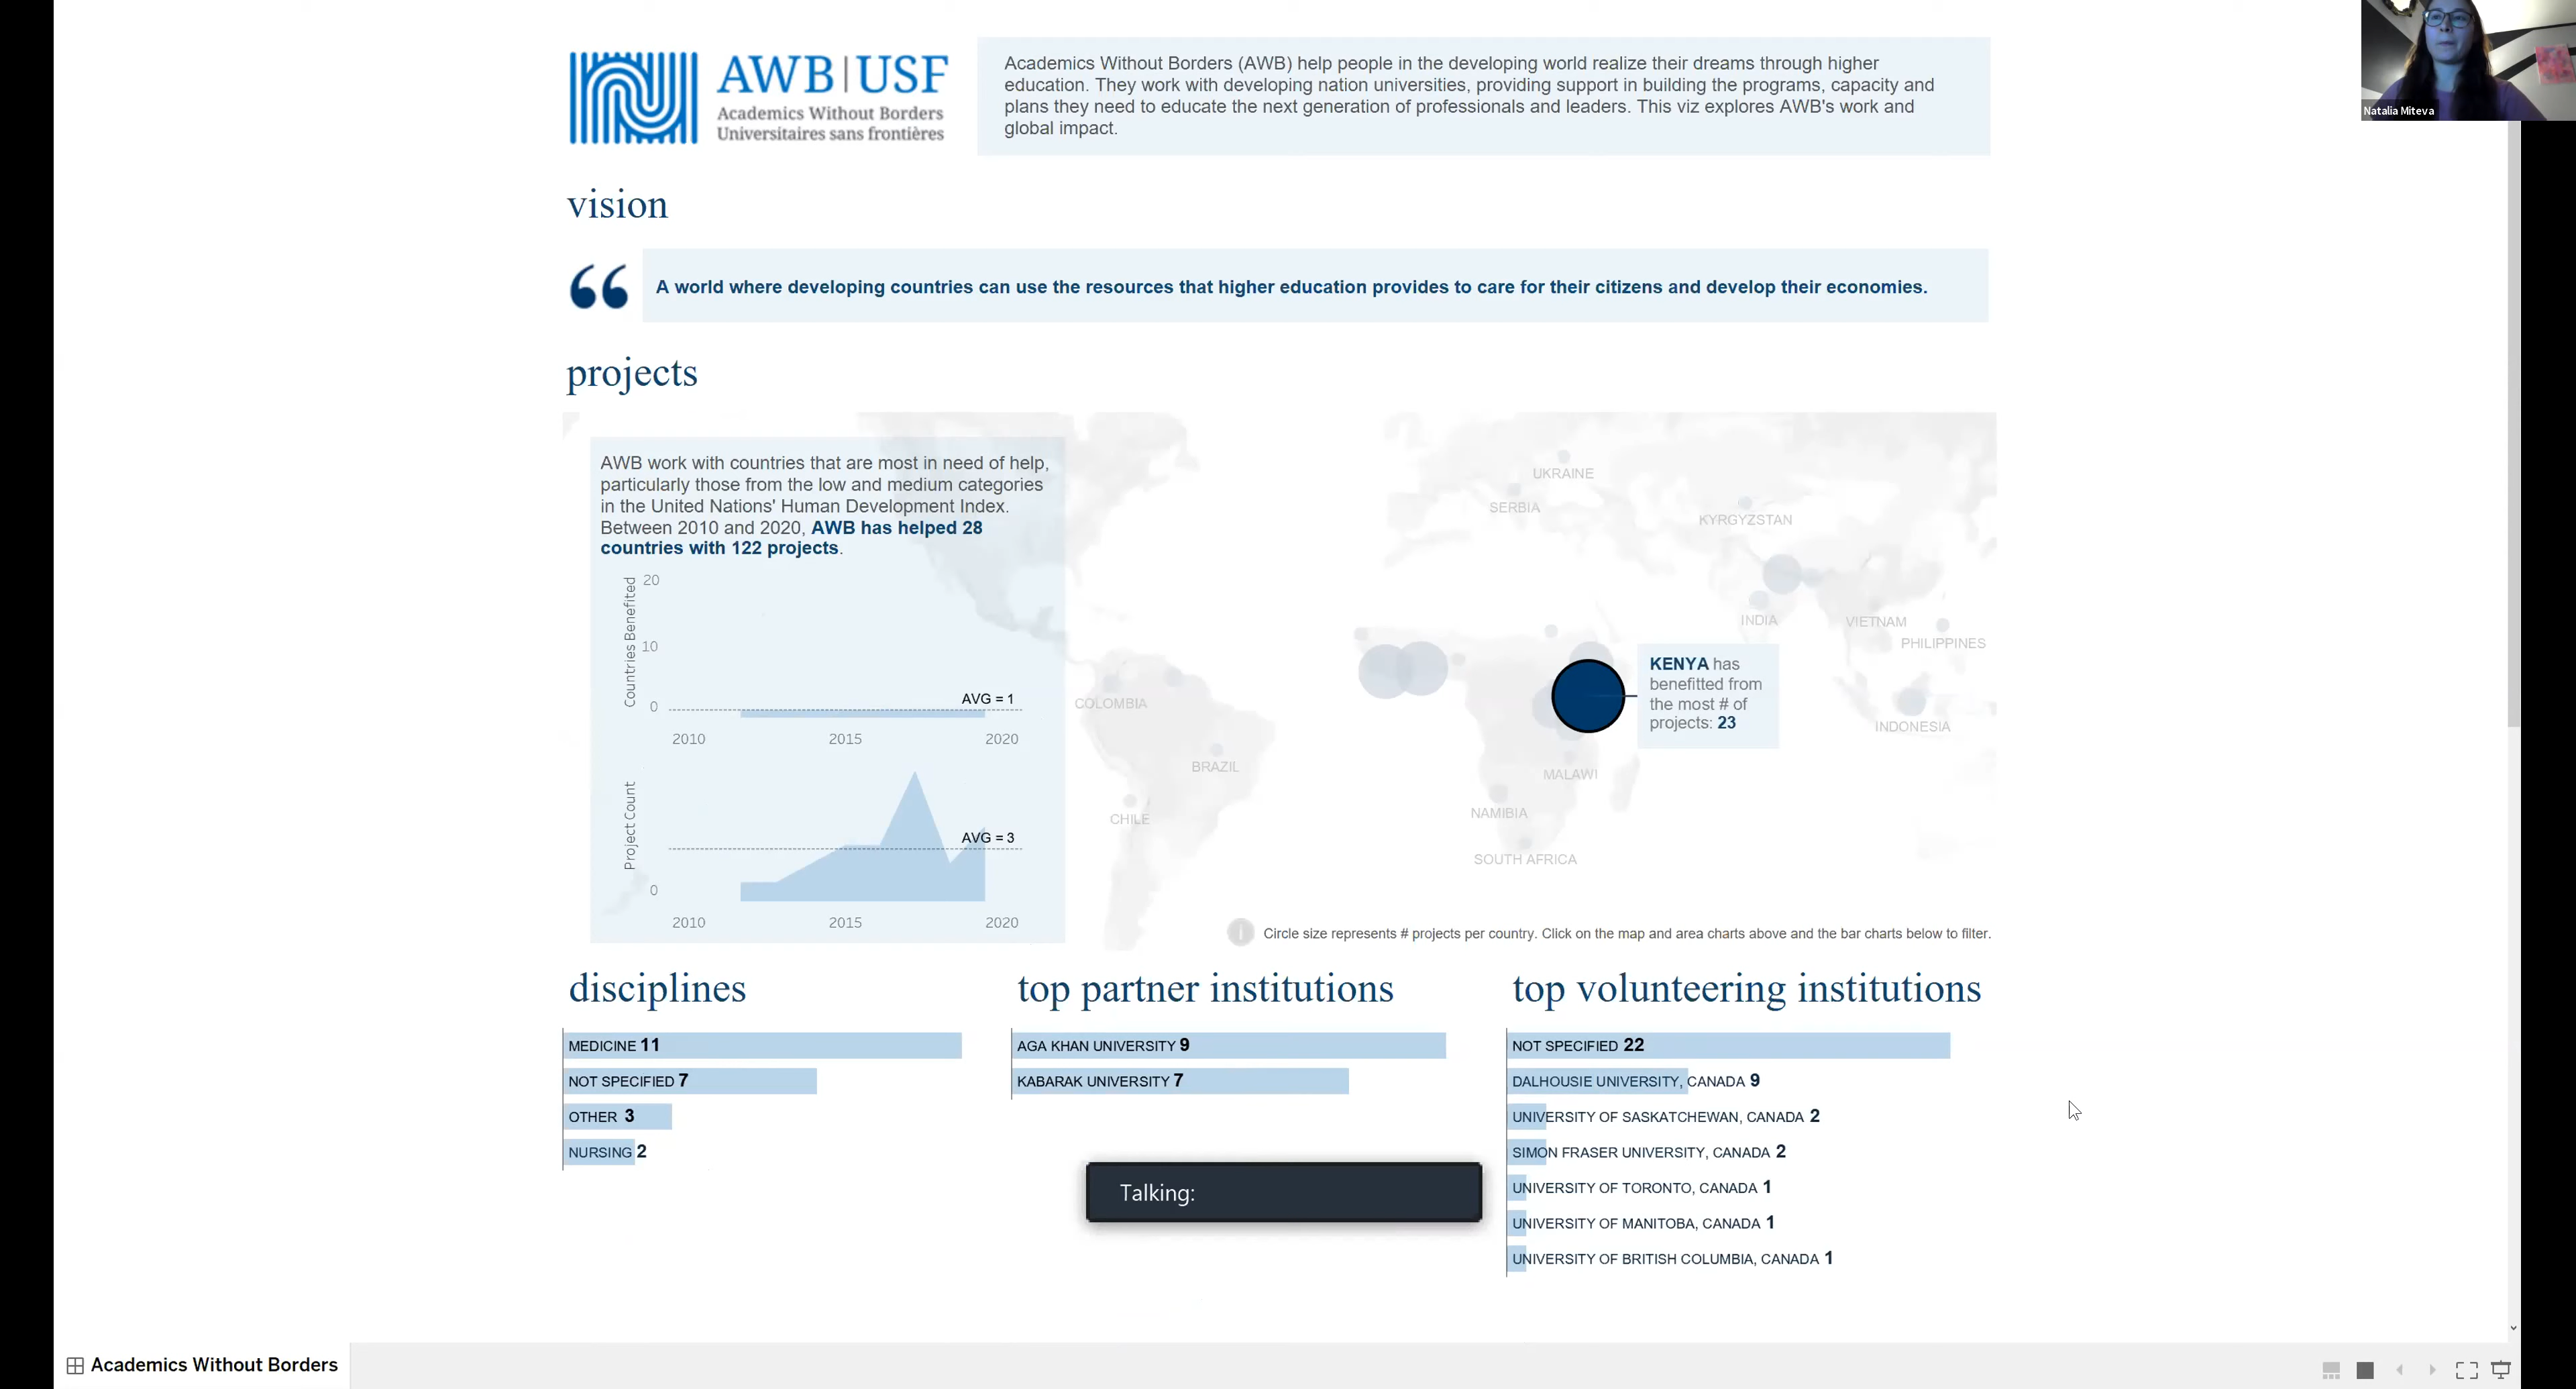 AWB|USF
Academics Without Borders
Universitaires sans frontières
Academics Without Borders (AWB) help people in the developing world realize their dreams through higher
education. They work with developing nation universities, providing support in building the programs, capacity and
plans they need to educate the next generation of professionals and leaders. This viz explores AWB's work and
global impact.
Natalia Miteva
vision
“ A world where developing countries can use the resources that higher education provides to care for their citizens and develop their economies.
projects
AWB work with countries that are most in need of help,
particularly those from the low and medium categories
in the United Nations' Human Development Index.
Between 2010 and 2020, AWB has helped 28
countries with 122 projects.
Countries Benefited
20
10
0
AVG = 1
2010 2015 2020
Project Count
AVG = 3
0
2010 2015 2020
UKRAINE
SERBIA
KYRGYZSTAN
INDIA
VIETNAM
PHILIPPINES
KENYA has
benefitted from
the most # of
projects: 23
COLOMBIA
INDONESIA
BRAZIL
MALAWI
CHILE
NAMIBIA
SOUTH AFRICA
i Circle size represents # projects per country. Click on the map and area charts above and the bar charts below to filter.
disciplines
MEDICINE 11
NOT SPECIFIED 7
OTHER 3
NURSING 2
top partner institutions
AGA KHAN UNIVERSITY 9
KABARAK UNIVERSITY 7
top volunteering institutions
NOT SPECIFIED 22
DALHOUSIE UNIVERSITY, CANADA 9
UNIVERSITY OF SASKATCHEWAN, CANADA 2
SIMON FRASER UNIVERSITY, CANADA 2
UNIVERSITY OF TORONTO, CANADA 1
UNIVERSITY OF MANITOBA, CANADA 1
UNIVERSITY OF BRITISH COLUMBIA, CANADA 1
Talking:
Academics Without Borders